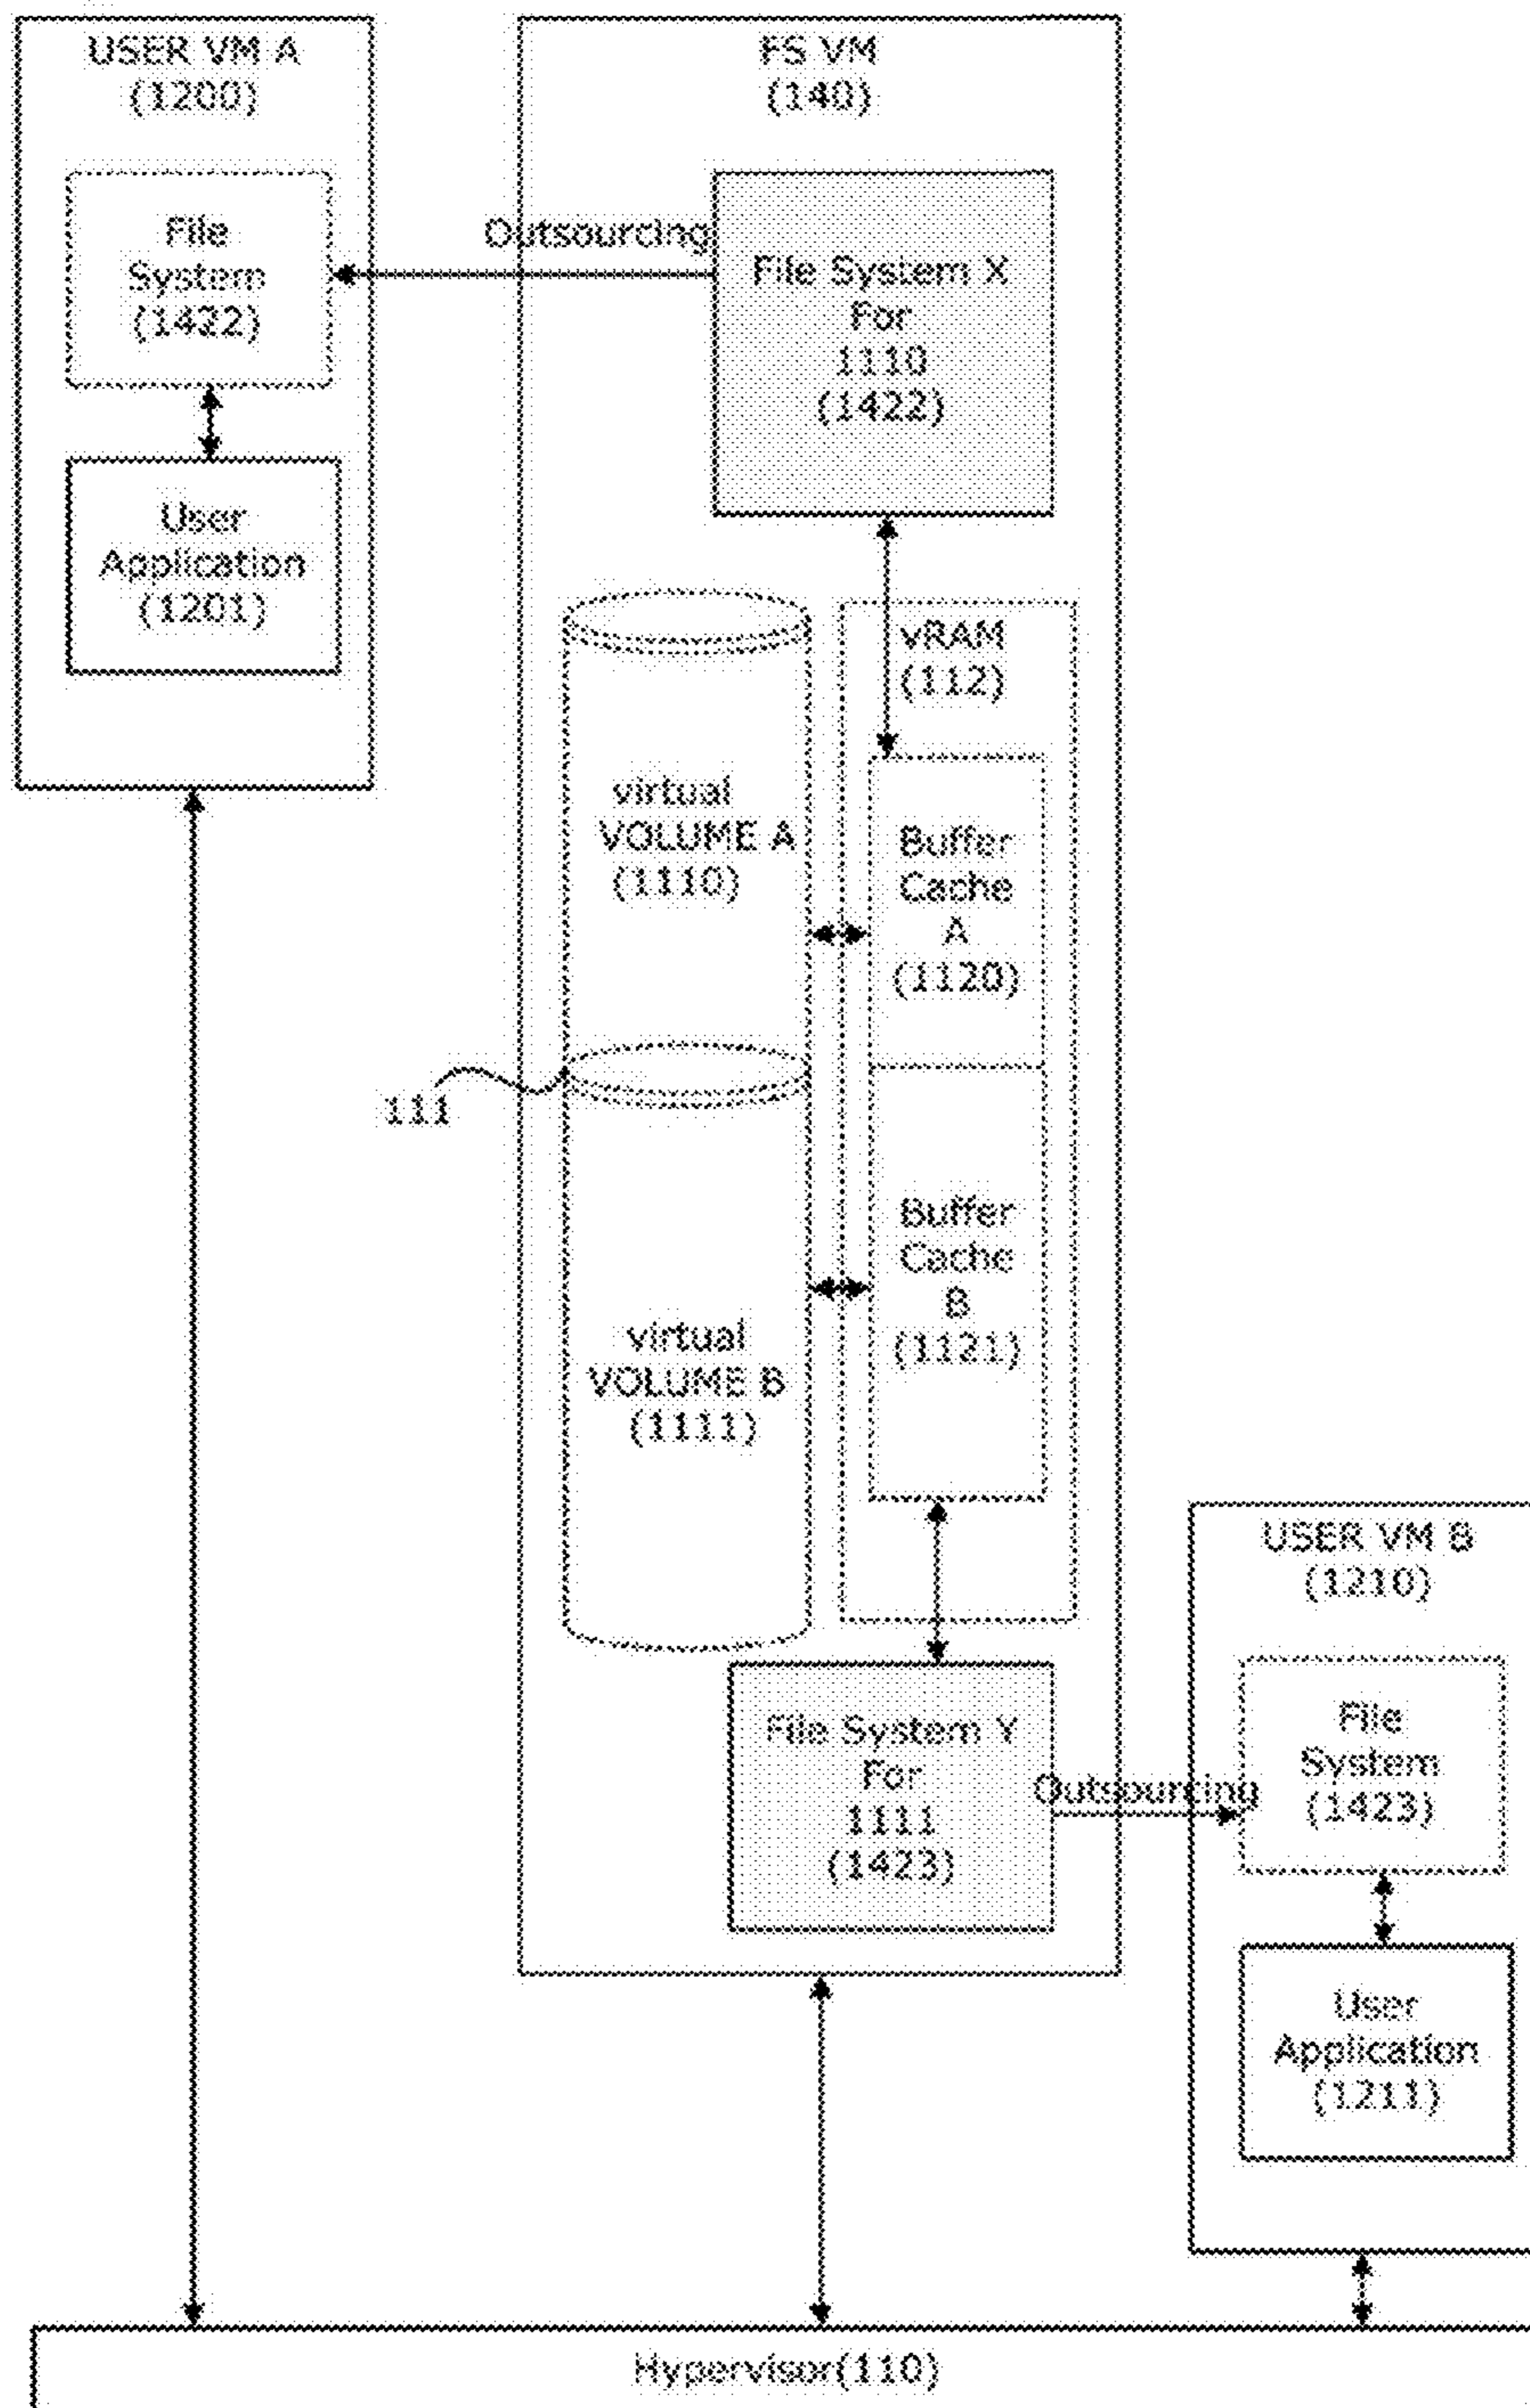 USER VM A
(1200)
File
System
(1422)
User
Application
(1201)
FS VM
(140)
Outsourcing
File System X
For
1110
(1422)
vRAM
(112)
virtual
VOLUME A
(1110)
Buffer
Cache
A
(1120)
111
virtual
VOLUME B
(1111)
Buffer
Cache
B
(1121)
File System Y
For
1111
(1423)
Outsourcing
USER VM B
(1210)
File
System
(1423)
User
Application
(1211)
Hypervisor(110)